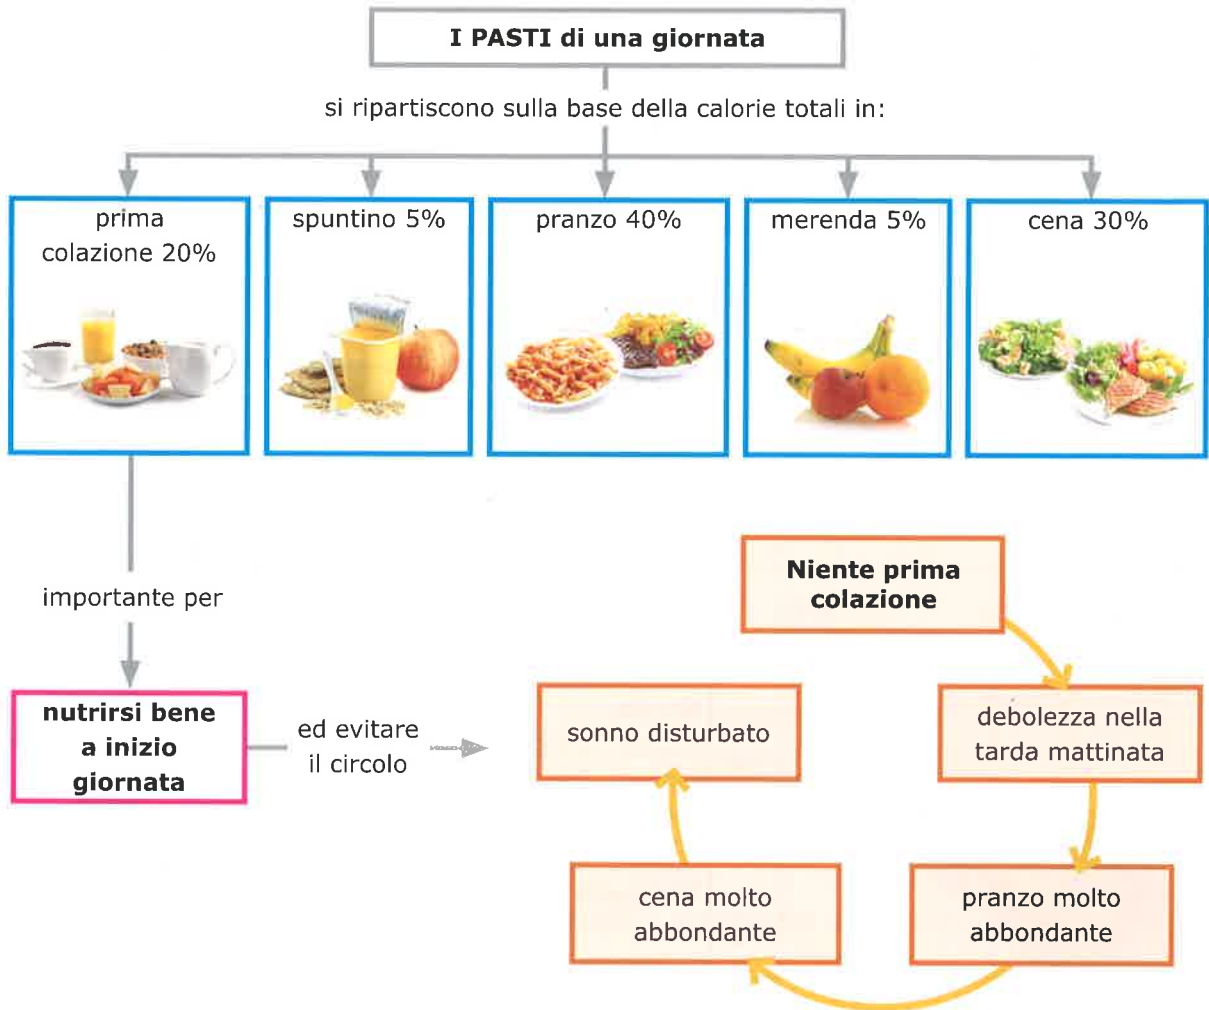 I PASTI di una giornata
si ripartiscono sulla base della calorie totali in:
prima
colazione 20%
spuntino 5%
pranzo 40%
merenda 5%
cena 30%
importante per
nutrirsi bene
a inizio
giornata
ed evitare
il circolo
Niente prima
colazione
debolezza nella
tarda mattinata
pranzo molto
abbondante
cena molto
abbondante
sonno disturbato